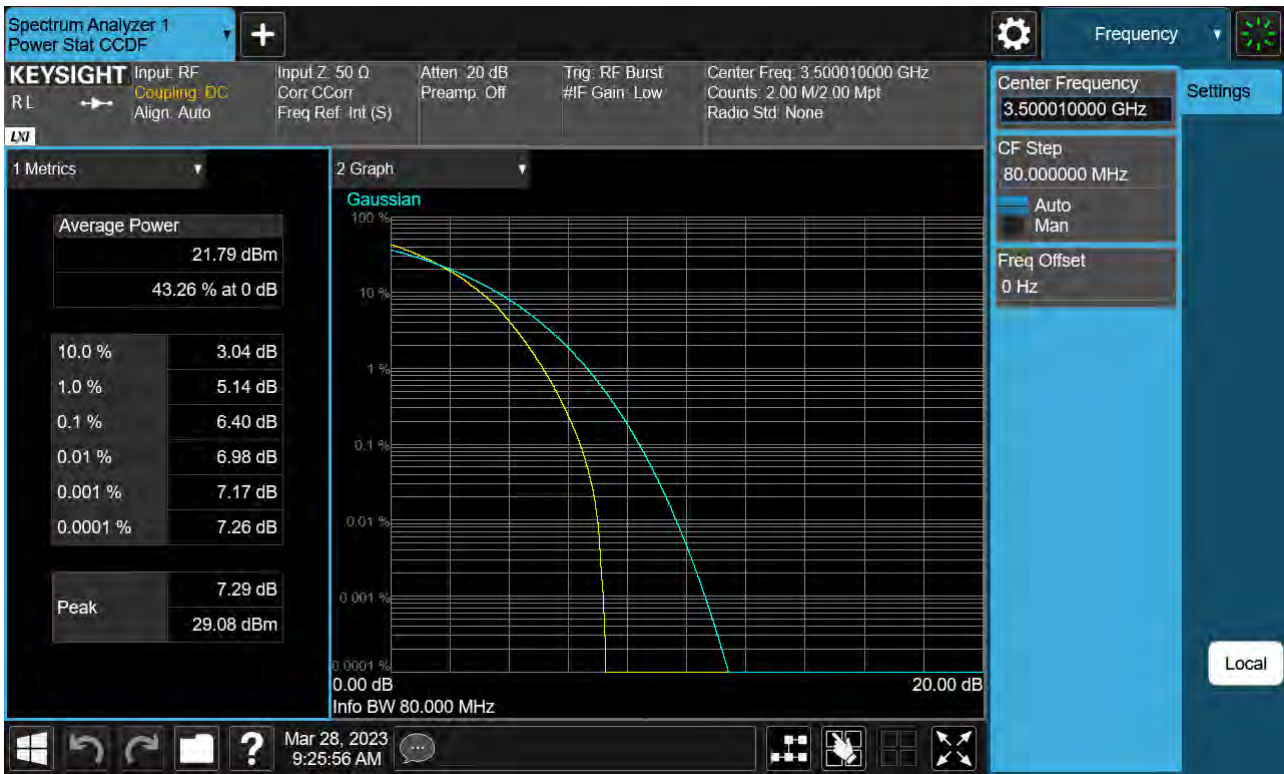 Spectrum Analyzer 1
Power Stat CCDF
+
Frequency
KEYSIGHT
R L
LXI
Input: RF
Coupling: DC
Align: Auto
Input Z: 50 Ω
Corr CCorr
Freq Ref: Int (S)
Atten: 20 dB
Preamp: Off
Trig: RF Burst
#IF Gain: Low
Center Freq: 3.500010000 GHz
Counts: 2.00 M/2.00 Mpt
Radio Std: None
Center Frequency
3.500010000 GHz
Settings
CF Step
80.000000 MHz
Auto
Man
Freq Offset
0 Hz
Local
1 Metrics
Average Power
21.79 dBm
43.26 % at 0 dB
10.0 % 3.04 dB
1.0 % 5.14 dB
0.1 % 6.40 dB
0.01 % 6.98 dB
0.001 % 7.17 dB
0.0001 % 7.26 dB
Peak 7.29 dB
29.08 dBm
2 Graph
Gaussian
100 %
10 %
1 %
0.1 %
0.01 %
0.001 %
0.0001 %
0.00 dB 20.00 dB
Info BW 80.000 MHz
?
Mar 28, 2023
9:25:56 AM